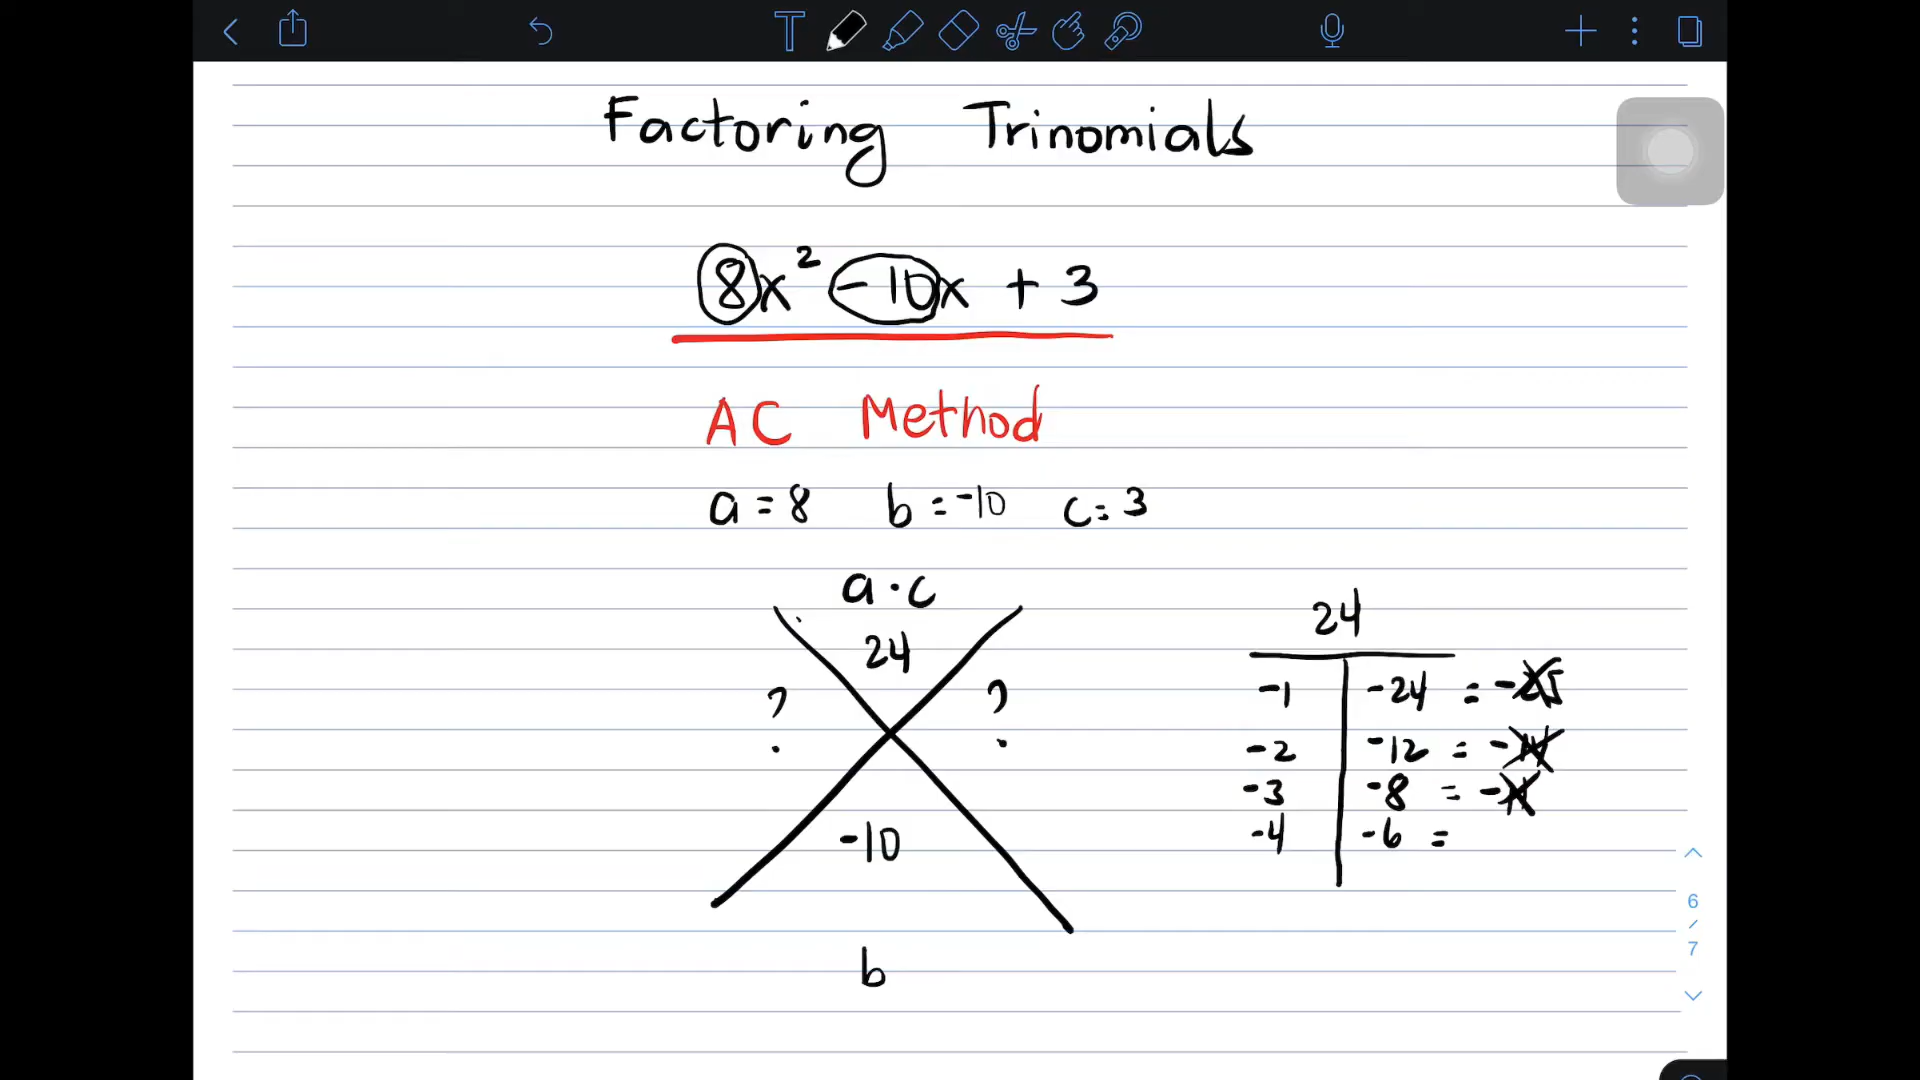 Factoring Trinomials
8x² -10x + 3
AC Method
a = 8 b = -10 c = 3
a · c
24
? ?
-10
b
24
-1 -24 = -25
-2 -12 = -14
-3 -8 = -11
-4 -6 =
6
/
7